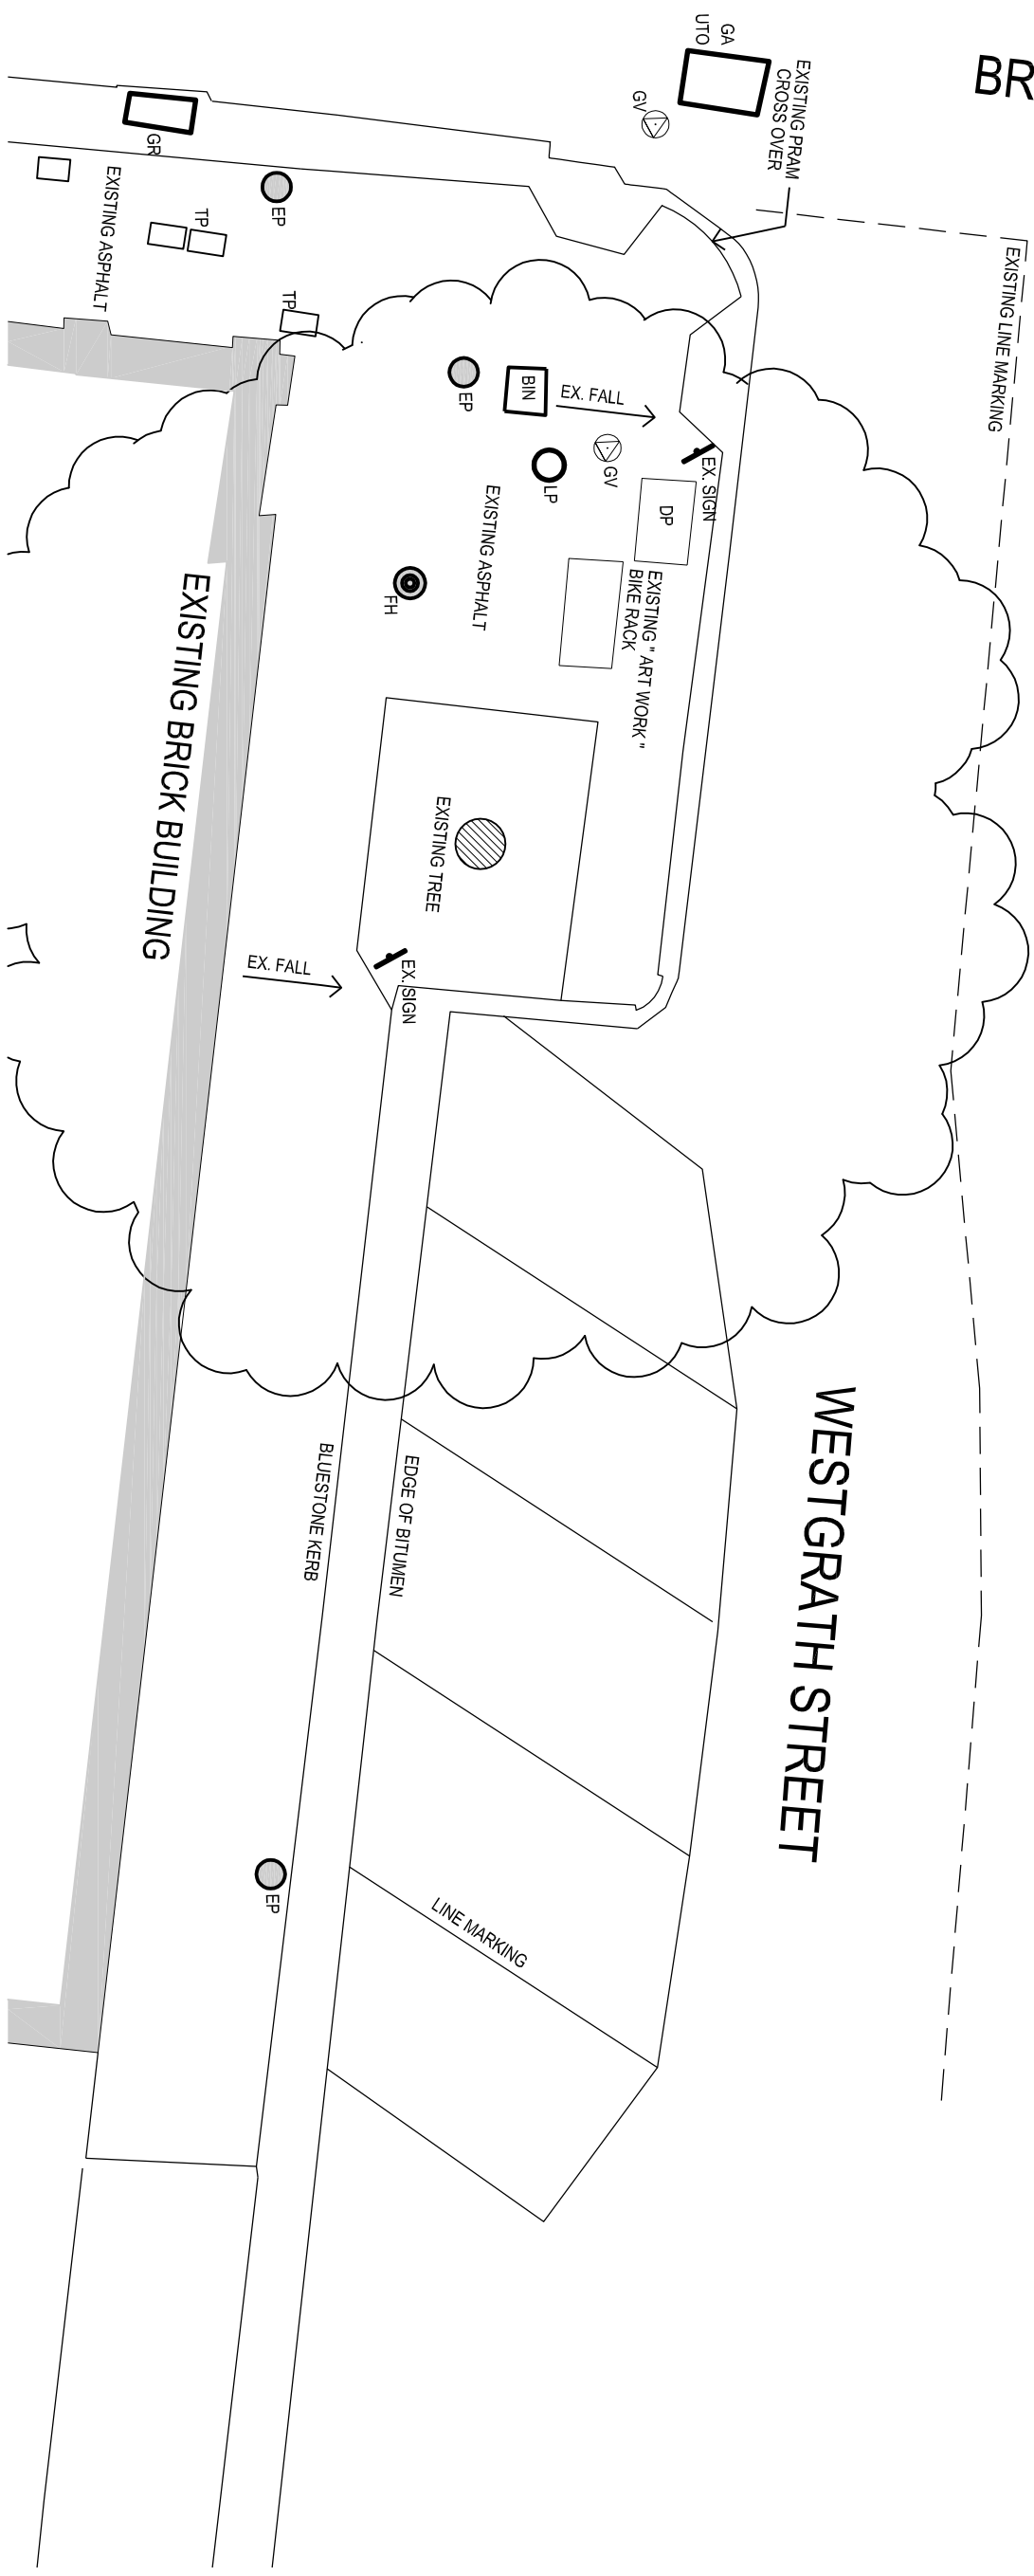 BR
GA
UTO
EXISTING PRAM
CROSS OVER
GV
GR
EXISTING ASPHALT
TP
EP
TP
EXISTING LINE MARKING
EP
BIN
EX. FALL
GV
LP
EX. SIGN
DP
EXISTING ASPHALT
FH
EXISTING " ART WORK "
BIKE RACK
EXISTING BRICK BUILDING
EXISTING TREE
EX. FALL
EX. SIGN
WESTGRATH STREET
BLUESTONE KERB
EDGE OF BITUMEN
EP
LINE MARKING